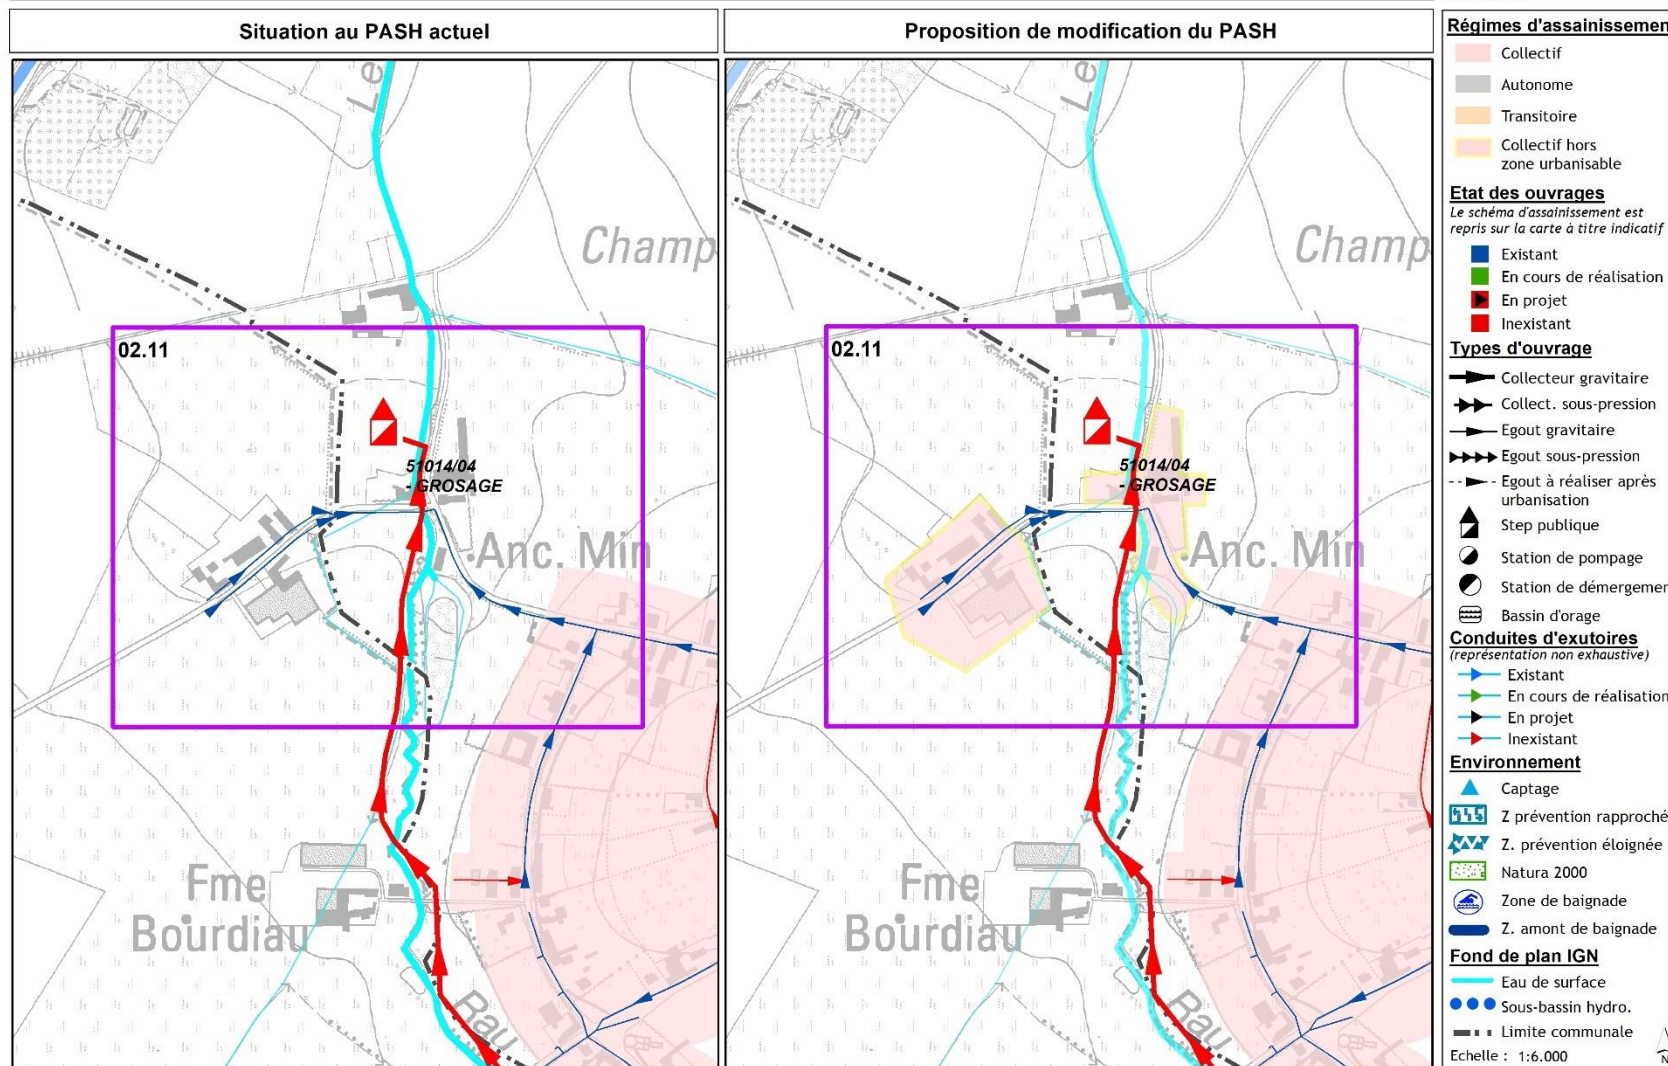 Situation au PASH actuel
Le
Champ
02.11
51014/04
- GROSAGE
Anc. Min
Fme
Bourdiau
Rau
Proposition de modification du PASH
Le
Champ
02.11
51014/04
- GROSAGE
Anc. Min
Fme
Bourdiau
Rau
Régimes d'assainissemen
Collectif
Autonome
Transitoire
Collectif hors
zone urbanisable
Etat des ouvrages
Le schéma d'assainissement est
repris sur la carte à titre indicatif
Existant
En cours de réalisation
En projet
Inexistant
Types d'ouvrage
Collecteur gravitaire
Collect. sous-pression
Egout gravitaire
Egout sous-pression
Egout à réaliser après
urbanisation
Step publique
Station de pompage
Station de démergemen
Bassin d'orage
Conduites d'exutoires
(représentation non exhaustive)
Existant
En cours de réalisation
En projet
Inexistant
Environnement
Captage
Z prévention rapproché
Z. prévention éloignée
Natura 2000
Zone de baignade
Z. amont de baignade
Fond de plan IGN
Eau de surface
Sous-bassin hydro.
Limite communale
Echelle : 1:6.000
N